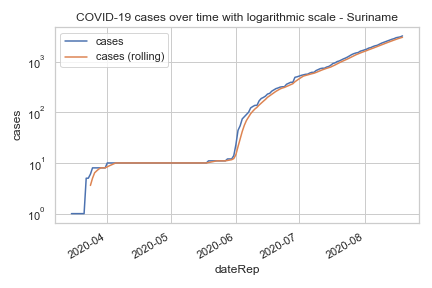 COVID-19 cases over time with logarithmic scale - Suriname
cases
cases (rolling)
10³
10²
10¹
10⁰
cases
2020-04
2020-05
2020-06
2020-07
2020-08
dateRep